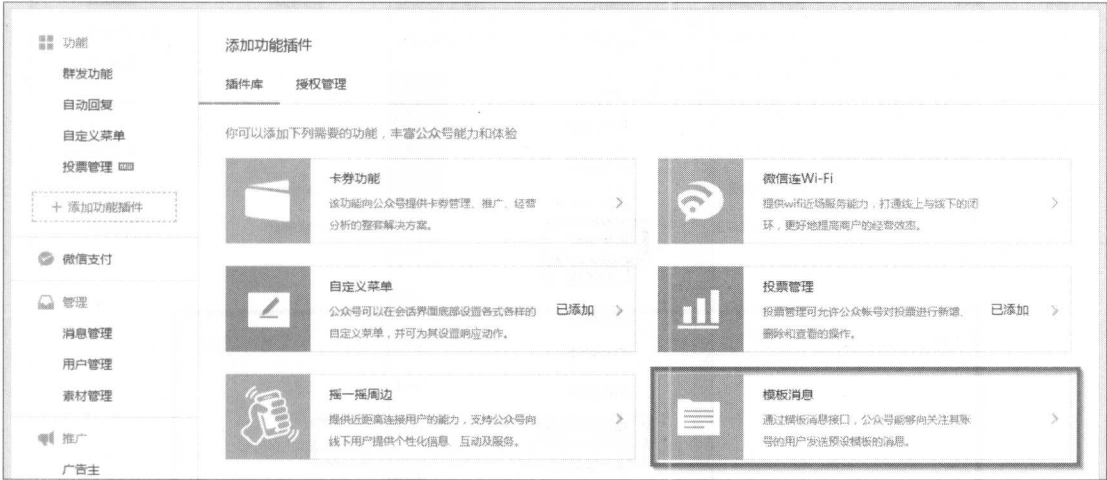 功能
群发功能
自动回复
自定义菜单
投票管理
+ 添加功能插件
微信支付
管理
消息管理
用户管理
素材管理
推广
广告主
添加功能插件
插件库 授权管理
你可以添加下列需要的功能，丰富公众号能力和体验
卡券功能
该功能向公众号提供卡券管理、推广、经营
分析的整套解决方案。
微信连Wi-Fi
提供wifi近场服务能力，打通线上与线下的闭
环，更好地提高商户的经营效率。
自定义菜单
公众号可以在会话界面底部设置各式各样的
自定义菜单，并可为其设置响应动作。
已添加
投票管理
投票管理可允许公众帐号对投票进行新增、
删除和查看的操作。
已添加
摇一摇周边
提供近距离连接用户的能力，支持公众号向
线下用户提供个性化信息、互动及服务。
模板消息
通过模板消息接口，公众号能够向关注其账
号的用户发送预设模板的消息。